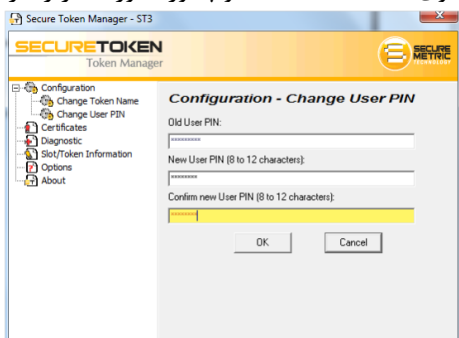 Secure Token Manager - ST3
SECURETOKEN
Token Manager
SECURE
METRIC
TECHNOLOGY
Configuration
Change Token Name
Change User PIN
Certificates
Diagnostic
Slot/Token Information
Options
About
Configuration - Change User PIN
Old User PIN:
*********
New User PIN (8 to 12 characters):
********
Confirm new User PIN (8 to 12 characters):
********
OK Cancel